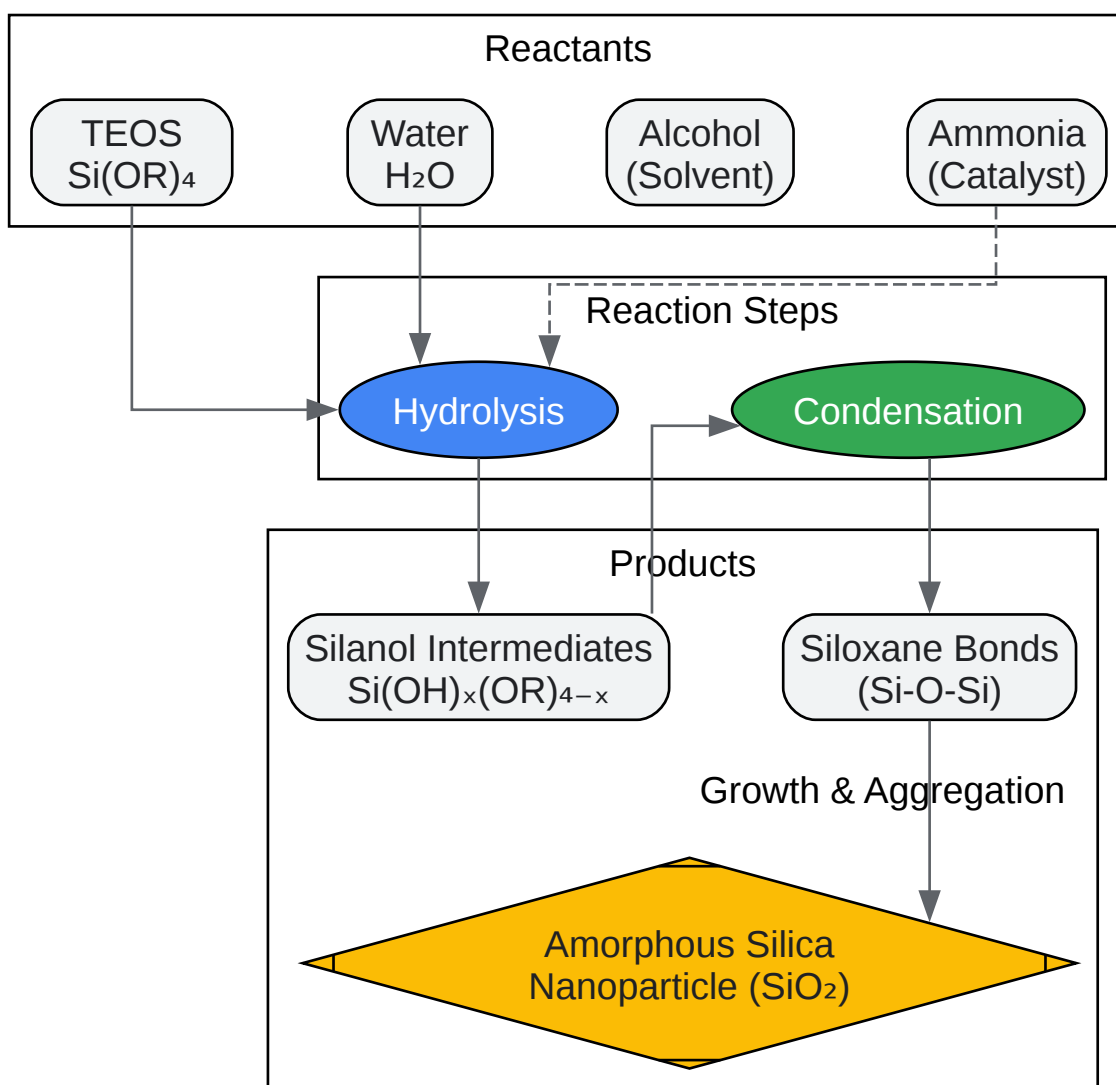 Reactants
TEOS
Si(OR)₄
Water
H₂O
Alcohol
(Solvent)
Ammonia
(Catalyst)
Reaction Steps
Hydrolysis
Condensation
Products
Silanol Intermediates
Si(OH)ₓ(OR)₄₋ₓ
Siloxane Bonds
(Si-O-Si)
Growth & Aggregation
Amorphous Silica
Nanoparticle (SiO₂)